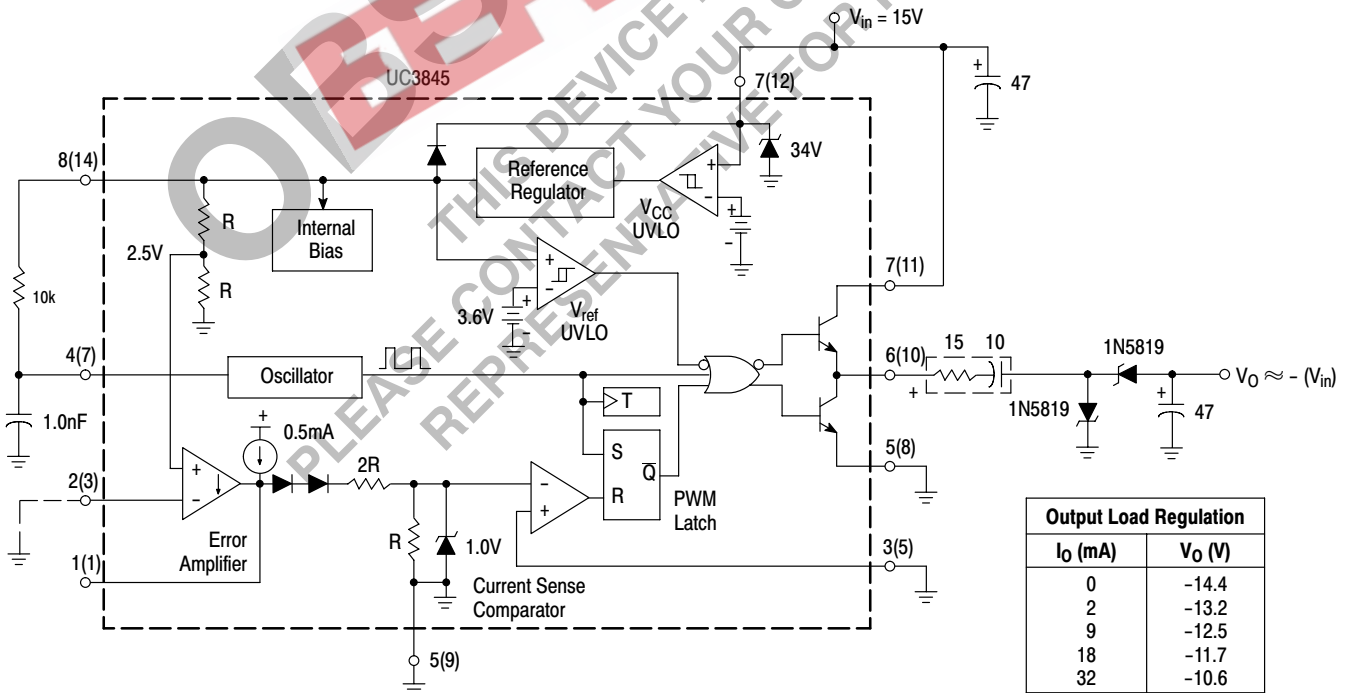 Vin = 15V
UC3845
7(12)
+
47
34V
8(14)
Reference
Regulator
+
-
VCC
UVLO
+
-
R
Internal
Bias
2.5V
R
10k
+
-
3.6V
+
-
Vref
UVLO
7(11)
4(7)
Oscillator
T
6(10)
+
15
10
1N5819
1N5819
VO ≈ - (Vin)
+
47
1.0nF
+
0.5mA
S
Q
R
PWM
Latch
5(8)
2(3)
+
-
Error
Amplifier
2R
R
1.0V
-
+
Current Sense
Comparator
3(5)
1(1)
5(9)
Output Load Regulation
IO (mA) VO (V)
0 -14.4
2 -13.2
9 -12.5
18 -11.7
32 -10.6
THIS DEVICE
PLEASE CONTACT YOUR
REPRESENTATIVE FOR